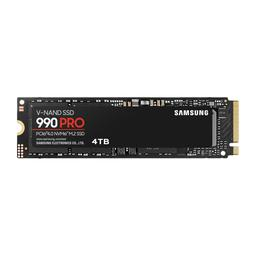 V-NAND SSD
990 PRO
PCIe® 4.0 NVMe™ M.2 SSD
SAMSUNG ELECTRONICS CO., LTD.
SAMSUNG
4TB